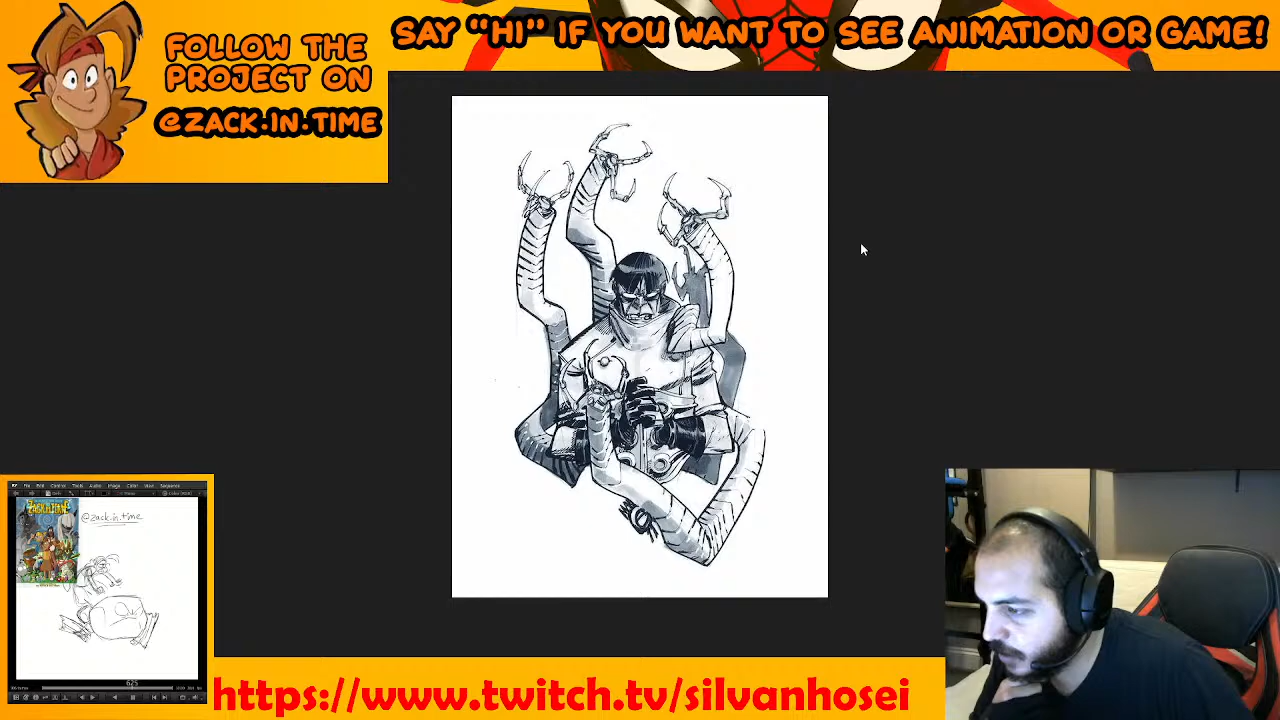 FOLLOW THE
PROJECT ON
@ZACK.IN.TIME
SAY "HI" IF YOU WANT TO SEE ANIMATION OR GAME!
@zack.in.time
625
https://www.twitch.tv/silvanhosei